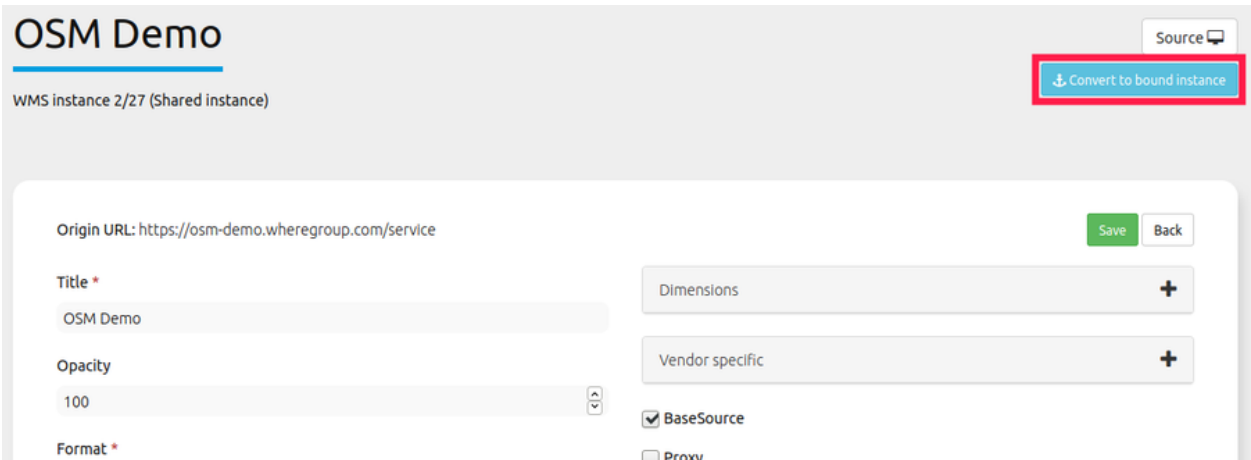 OSM Demo
Source
Convert to bound instance
WMS instance 2/27 (Shared instance)
Origin URL: https://osm-demo.wheregroup.com/service
Save
Back
Title *
OSM Demo
Opacity
100
Format *
Dimensions
Vendor specific
BaseSource
Proxy